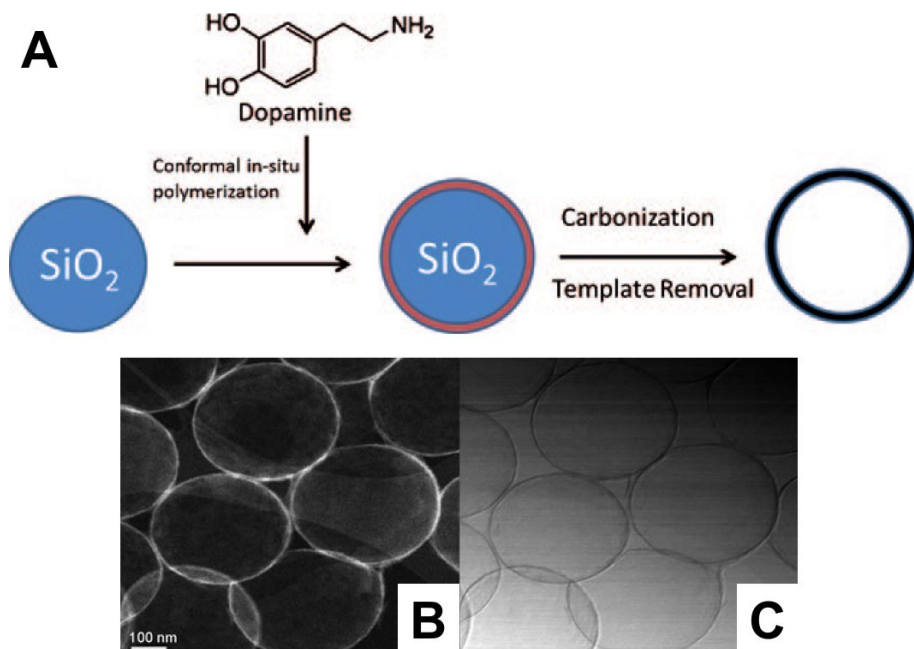 A
HO
NH2
HO
Dopamine
Conformal in-situ
polymerization
SiO2
SiO2
Carbonization
Template Removal
100 nm
B
C